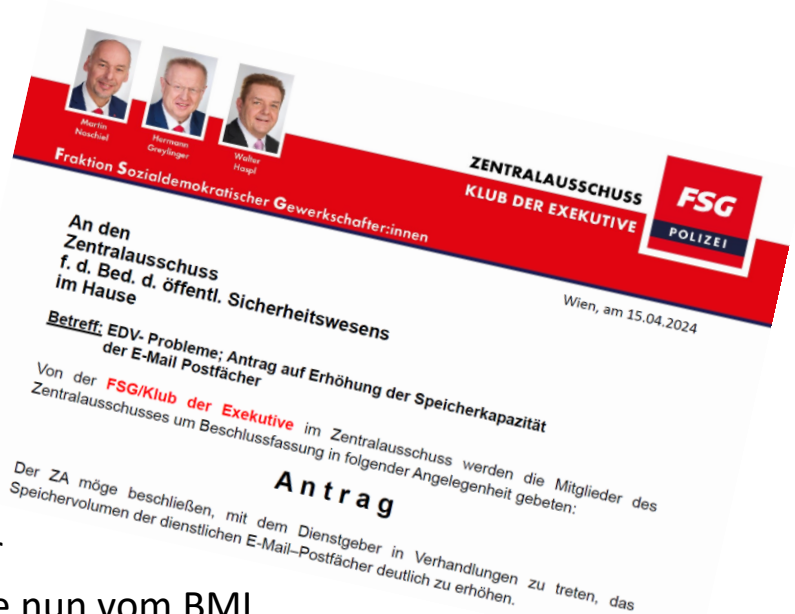 Martin
Noschiel
Hermann
Greylinger
Walter
Haspl
ZENTRALAUSSCHUSS
KLUB DER EXEKUTIVE
FSG
POLIZEI
Fraktion Sozialdemokratischer Gewerkschafter:innen
An den
Zentralausschuss
f. d. Bed. d. öffentl. Sicherheitswesens
im Hause
Wien, am 15.04.2024
Betreff: EDV- Probleme; Antrag auf Erhöhung der Speicherkapazität
der E-Mail Postfächer
Von der FSG/Klub der Exekutive im Zentralausschuss werden die Mitglieder des
Zentralausschusses um Beschlussfassung in folgender Angelegenheit gebeten:
Antrag
Der ZA möge beschließen, mit dem Dienstgeber in Verhandlungen zu treten, das
Speichervolumen der dienstlichen E-Mail–Postfächer deutlich zu erhöhen.
nun vom BMI